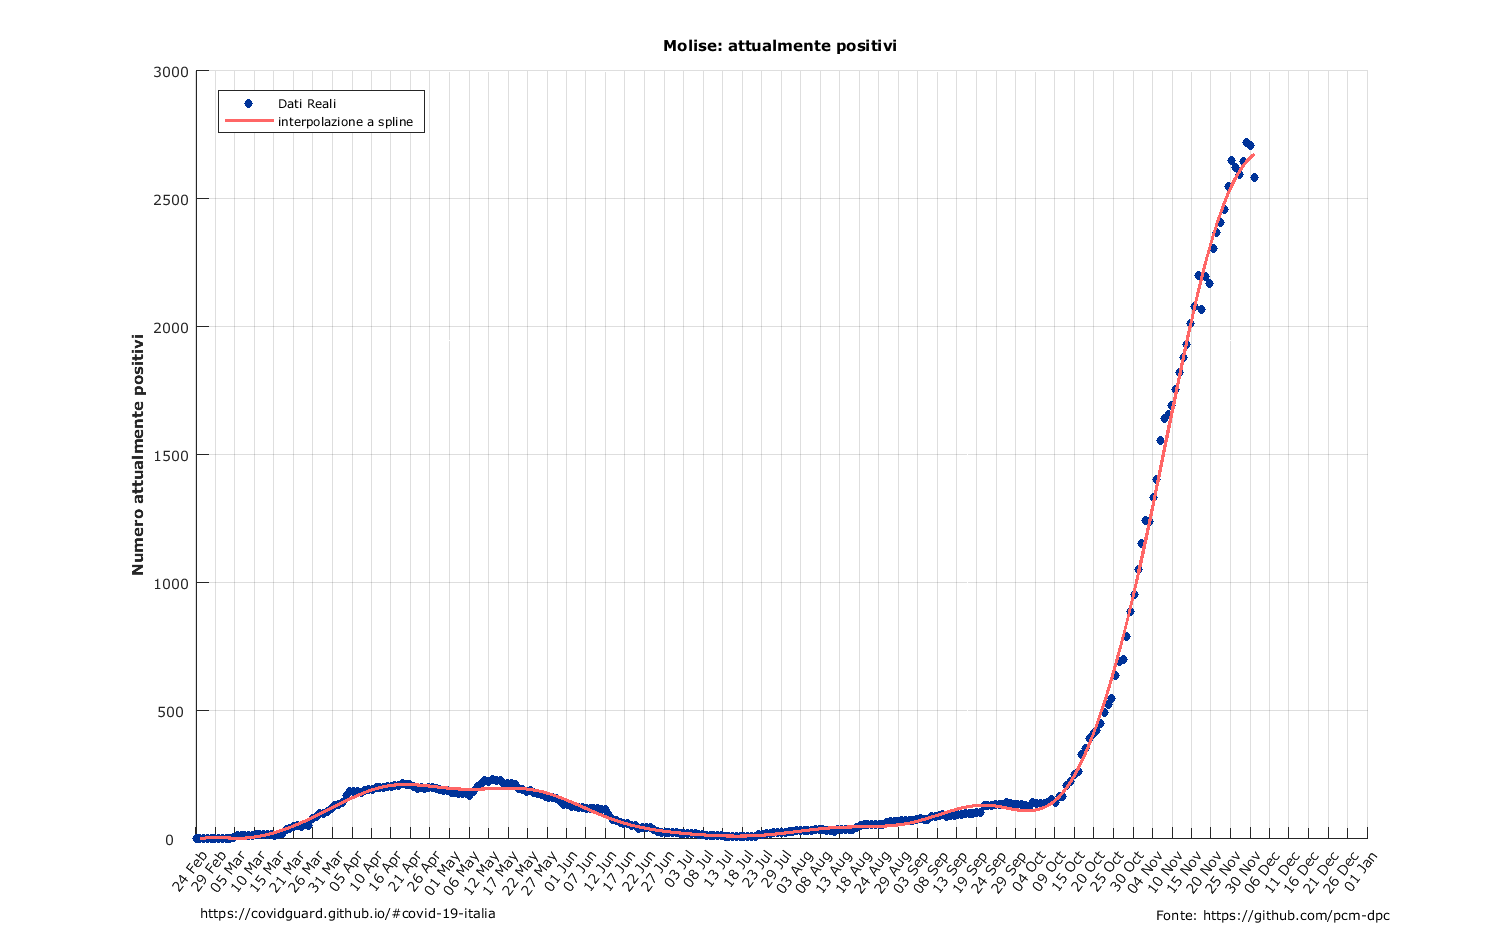 Molise: attualmente positivi
3000
2500
2000
1500
1000
500
0
Numero attualmente positivi
Dati Reali
interpolazione a spline
24 Feb
29 Feb
05 Mar
10 Mar
15 Mar
21 Mar
26 Mar
31 Mar
05 Apr
10 Apr
16 Apr
21 Apr
26 Apr
01 May
06 May
12 May
17 May
22 May
27 May
01 Jun
07 Jun
12 Jun
17 Jun
22 Jun
27 Jun
03 Jul
08 Jul
13 Jul
18 Jul
23 Jul
29 Jul
03 Aug
08 Aug
13 Aug
18 Aug
24 Aug
29 Aug
03 Sep
08 Sep
13 Sep
19 Sep
24 Sep
29 Sep
04 Oct
09 Oct
15 Oct
20 Oct
25 Oct
30 Oct
04 Nov
10 Nov
15 Nov
20 Nov
25 Nov
30 Nov
06 Dec
11 Dec
16 Dec
21 Dec
26 Dec
01 Jan
https://covidguard.github.io/#covid-19-italia
Fonte: https://github.com/pcm-dpc